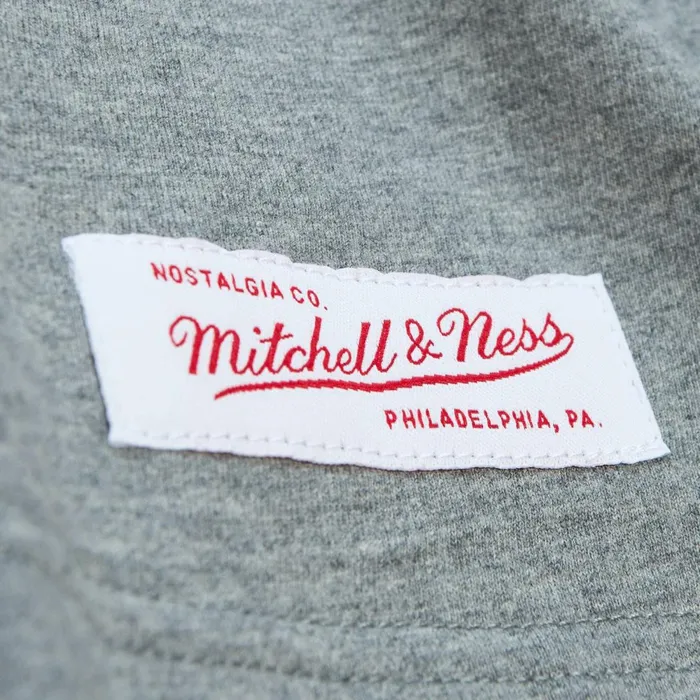 NOSTALGIA CO.
Mitchell & Ness
PHILADELPHIA, PA.